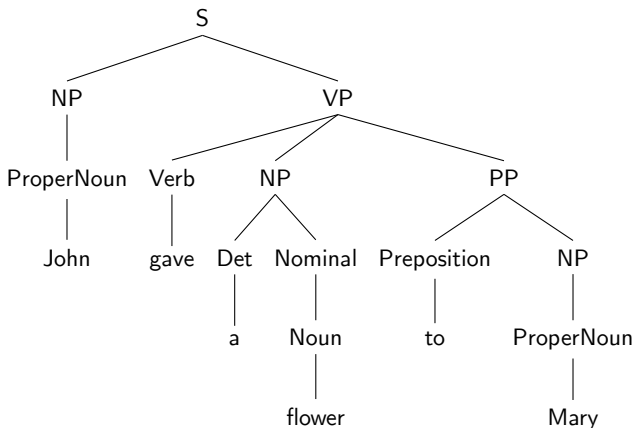 S
NP VP
ProperNoun Verb NP PP
John gave Det Nominal Preposition NP
a Noun to ProperNoun
flower Mary